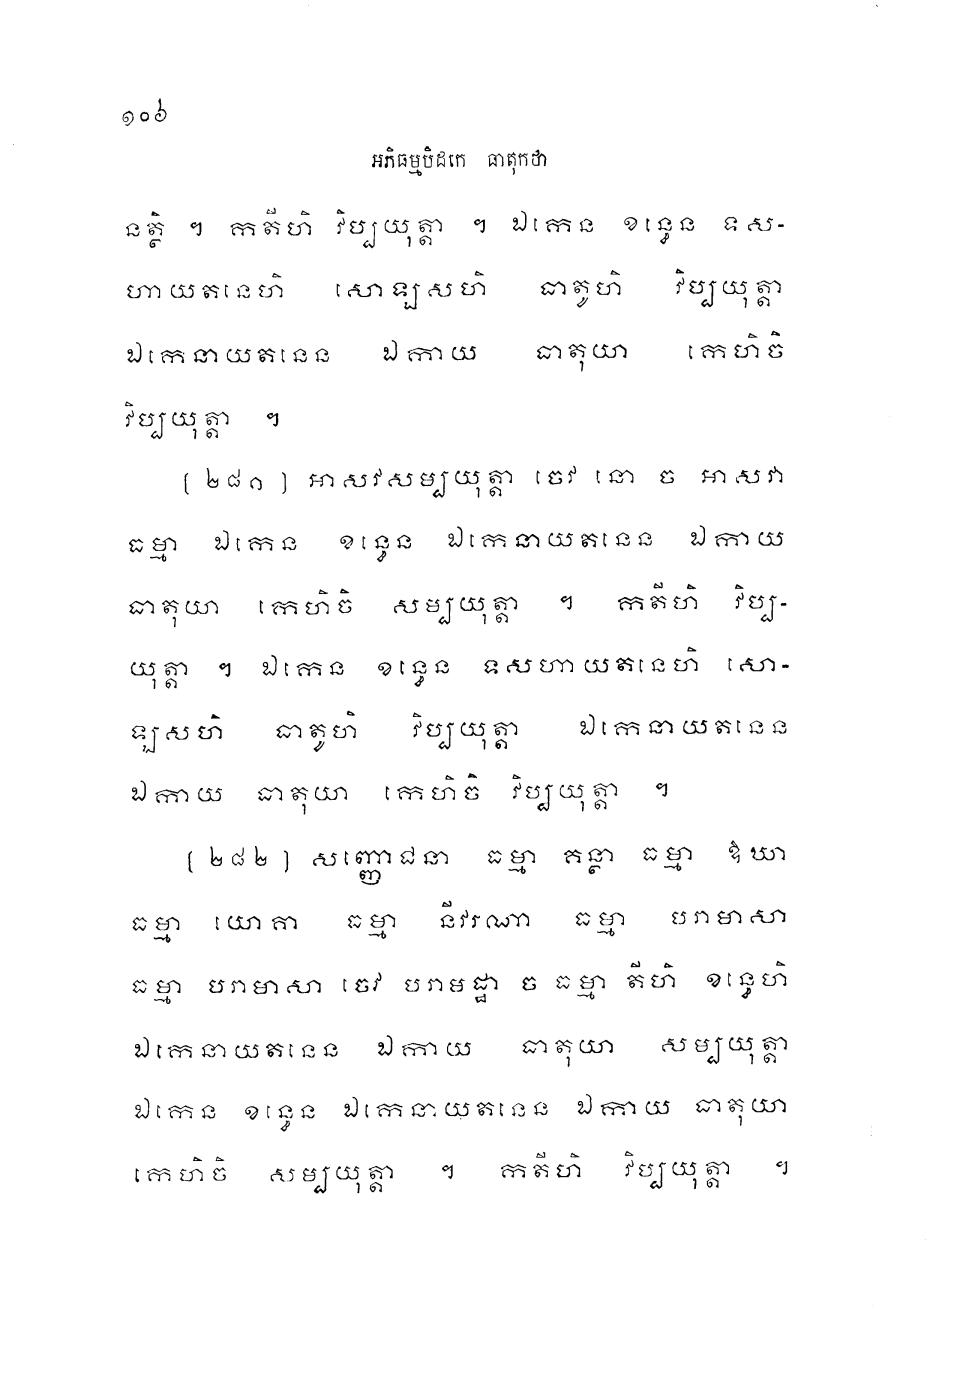 ១០៦
អភិធម្មបិដកេ ធាតុកថា
នត្ថិ ។ កតីហិ វិប្បយុត្តា ។ ឯកេន ខន្ធេន ទស-
ហាយតនេហិ សោឡសហិ ធាតូហិ វិប្បយុត្តា
ឯកេនាយតនេន ឯកាយ ធាតុយា កេហិចិ
វិប្បយុត្តា ។
[ ២៨១ ] អាសវសម្បយុត្តា ចេវ នោ ច អាសវា
ធម្មា ឯកេន ខន្ធេន ឯកេនាយតនេន ឯកាយ
ធាតុយា កេហិចិ សម្បយុត្តា ។ កតីហិ វិប្ប-
យុត្តា ។ ឯកេន ខន្ធេន ទសហាយតនេហិ សោ-
ឡសហិ ធាតូហិ វិប្បយុត្តា ឯកេនាយតនេន
ឯកាយ ធាតុយា កេហិចិ វិប្បយុត្តា ។
[ ២៨២ ] សញ្ញោជនា ធម្មា គន្ថា ធម្មា ឱឃា
ធម្មា យោគា ធម្មា នីវរណា ធម្មា បរាមាសា
ធម្មា បរាមាសា ចេវ បរាមដ្ឋា ច ធម្មា តីហិ ខន្ធេហិ
ឯកេនាយតនេន ឯកាយ ធាតុយា សម្បយុត្តា
ឯកេន ខន្ធេន ឯកេនាយតនេន ឯកាយ ធាតុយា
កេហិចិ សម្បយុត្តា ។ កតីហិ វិប្បយុត្តា ។